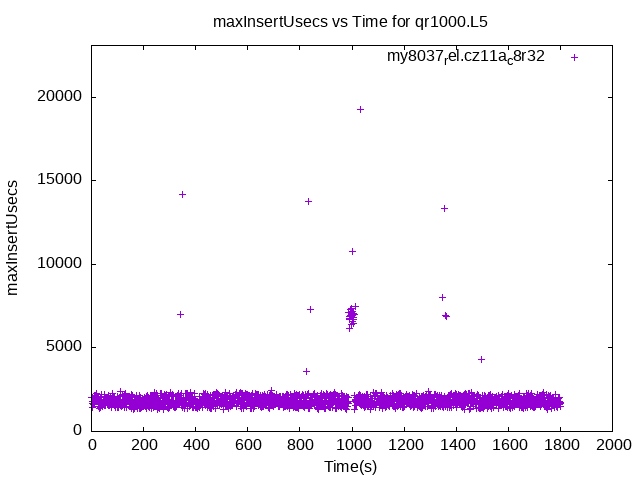 maxInsertUsecs vs Time for qr1000.L5
my8037rel.cz11ac8r32
20000
15000
10000
5000
0
maxInsertUsecs
0 200 400 600 800 1000 1200 1400 1600 1800 2000
Time(s)